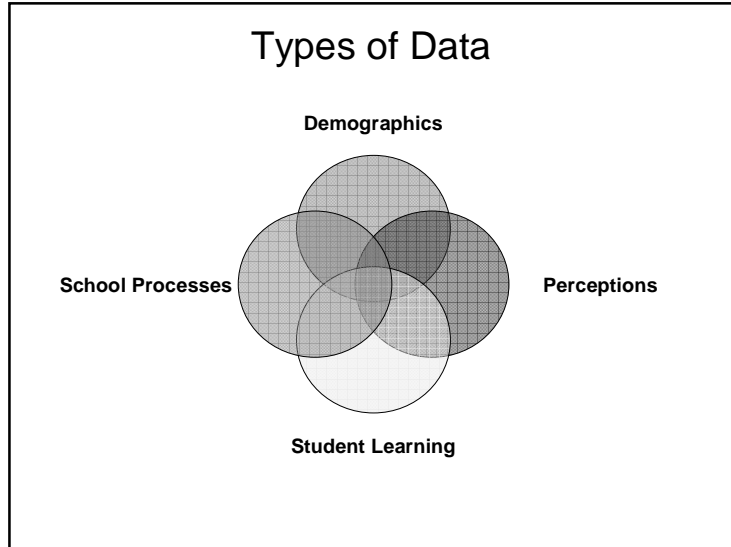 Types of Data
Demographics
School Processes
Perceptions
Student Learning